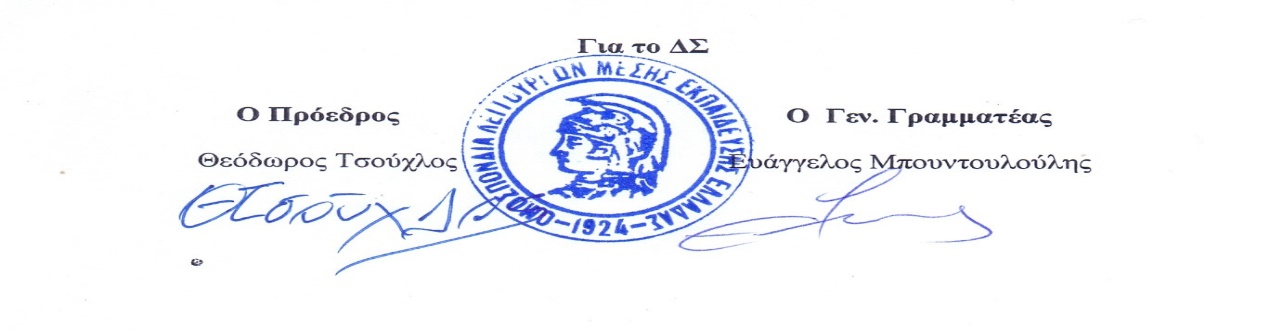 Για το ΔΣ
Ο Πρόεδρος
Ο Γεν. Γραμματέας
Θεόδωρος Τσούχλος
Ευάγγελος Μπουντουλούλης
ΟΜΟΣΠΟΝΔΙΑ ΛΕΙΤΟΥΡΓΩΝ ΜΕΣΗΣ ΕΚΠΑΙΔΕΥΣΗΣ ΕΛΛΑΔΑΣ
-1924-